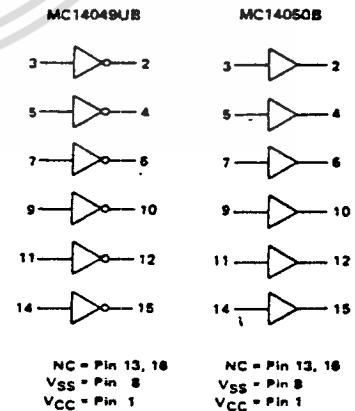 MC14049UB
3 2
5 4
7 6
9 10
11 12
14 15
NC = Pin 13, 16
VSS = Pin 8
VCC = Pin 1
MC14050B
3 2
5 4
7 6
9 10
11 12
14 15
NC = Pin 13, 16
VSS = Pin 8
VCC = Pin 1